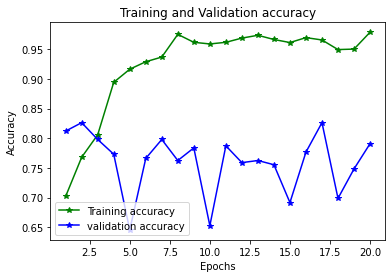 Training and Validation accuracy
Accuracy
0.95
0.90
0.85
0.80
0.75
0.70
0.65
Training accuracy
validation accuracy
2.5 5.0 7.5 10.0 12.5 15.0 17.5 20.0
Epochs